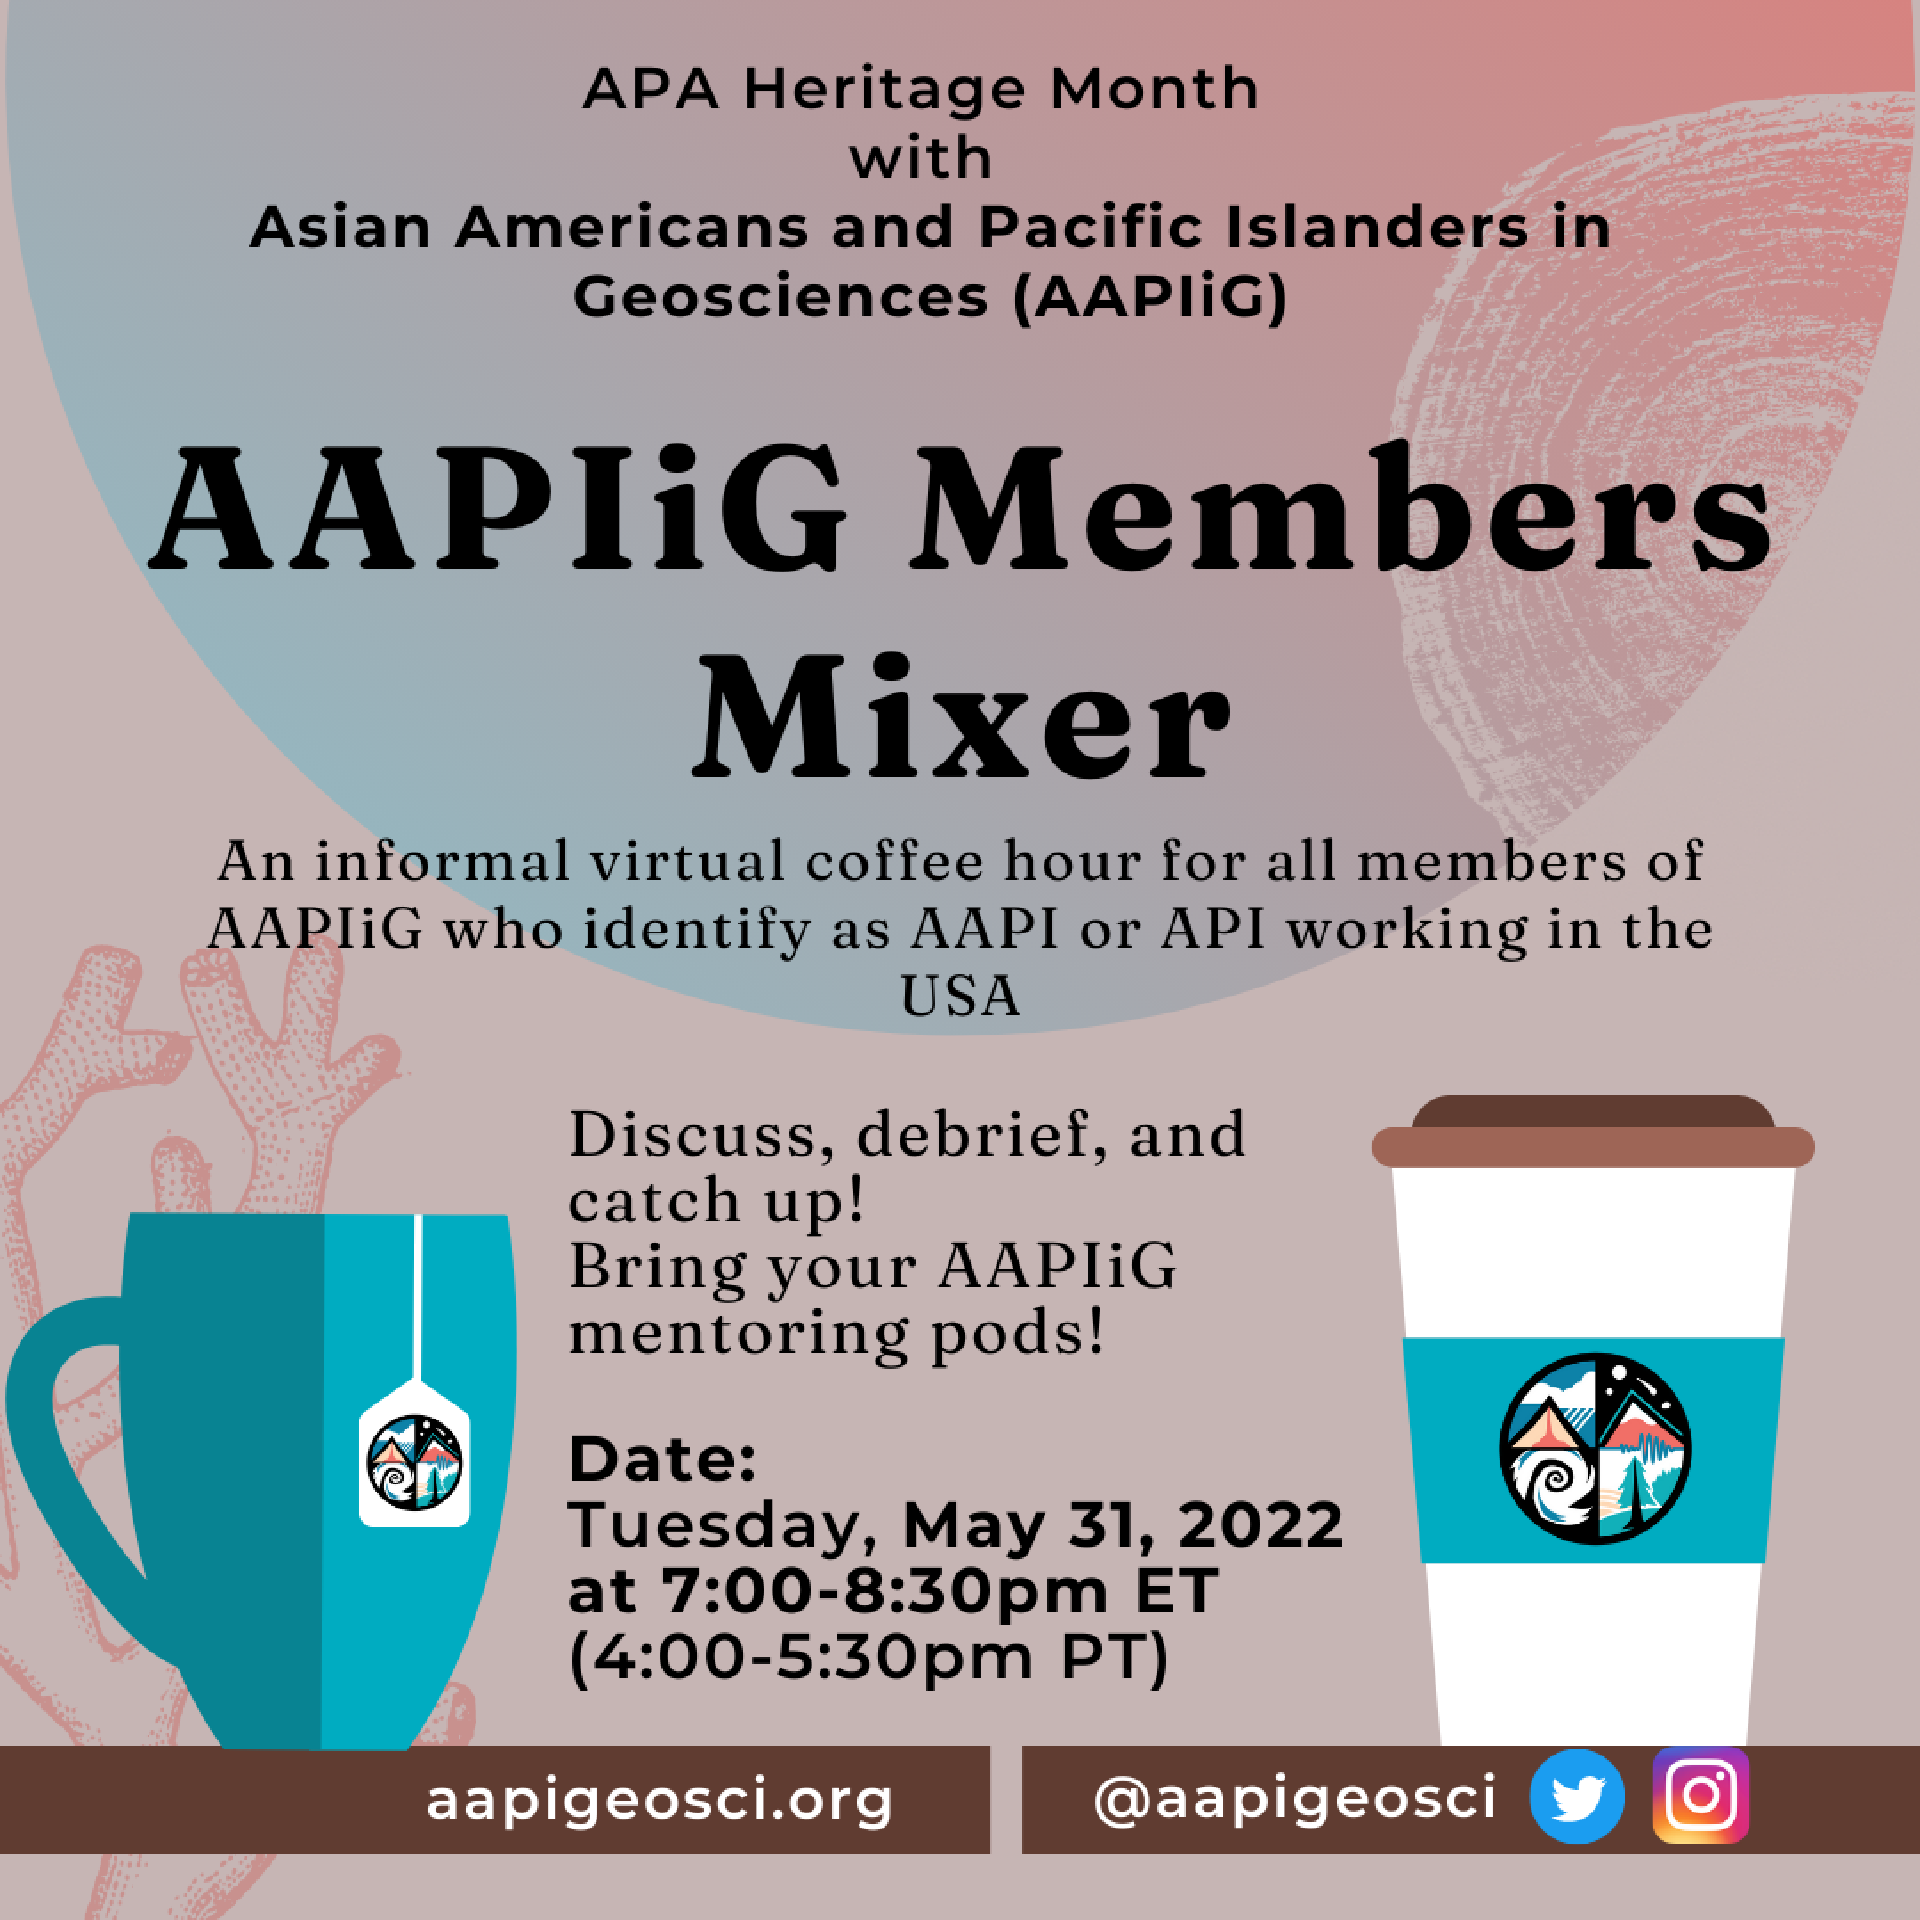 APA Heritage Month
with
Asian Americans and Pacific Islanders in
Geosciences (AAPIiG)
AAPIiG Members
Mixer
An informal virtual coffee hour for all members of
AAPIiG who identify as AAPI or API working in the
USA
Discuss, debrief, and
catch up!
Bring your AAPIiG
mentoring pods!
Date:
Tuesday, May 31, 2022
at 7:00-8:30pm ET
(4:00-5:30pm PT)
aapigeosci.org
@aapigeosci